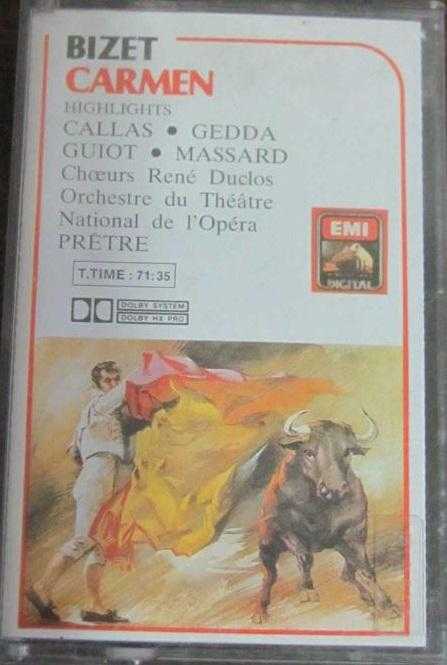 BIZET
CARMEN
HIGHLIGHTS
CALLAS • GEDDA
GUIOT • MASSARD
Chœurs René Duclos
Orchestre du Théâtre
National de l'Opéra
PRÊTRE
EMI
DIGITAL
T.TIME : 71:35
DOLBY SYSTEM
DOLBY HX PRO